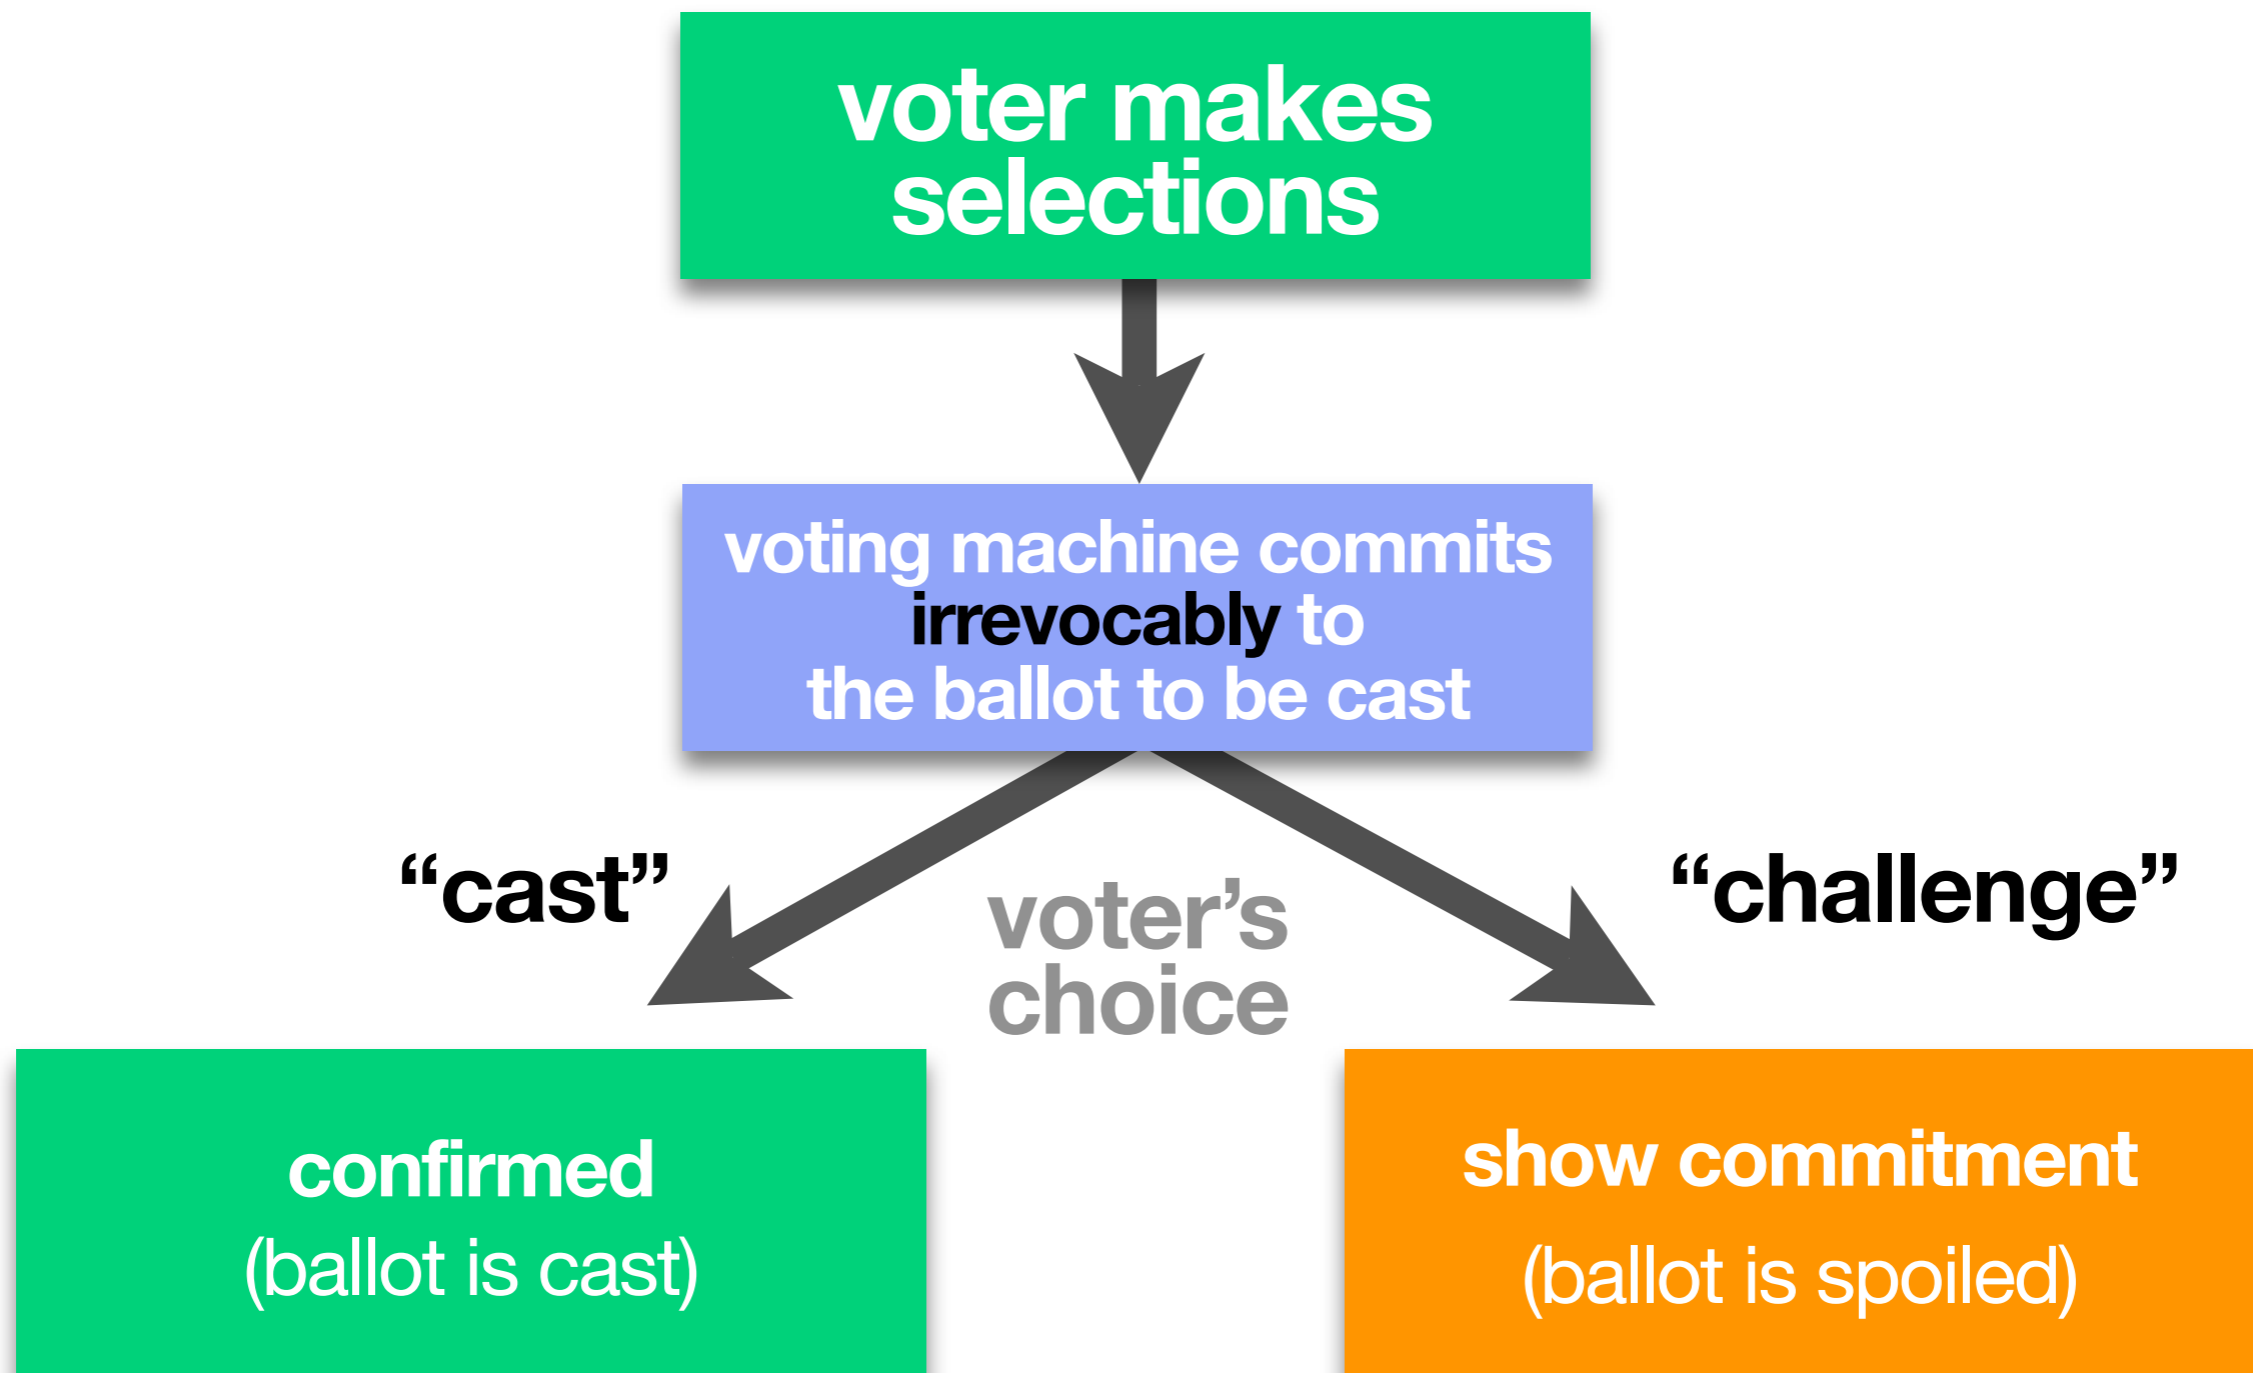 voter makes
selections
voting machine commits
irrevocably to
the ballot to be cast
“cast”
“challenge”
voter’s
choice
confirmed
(ballot is cast)
show commitment
(ballot is spoiled)